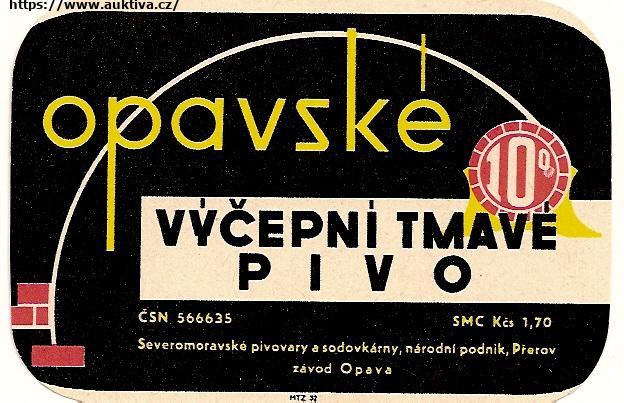 https://www.auktiva.cz/
opavské
10°
VÝČEPNÍ TMAVÉ
PIVO
ČSN 566635
SMC Kčs 1,70
Severomoravské pivovary a sodovkárny, národní podnik, Přerov
závod Opava